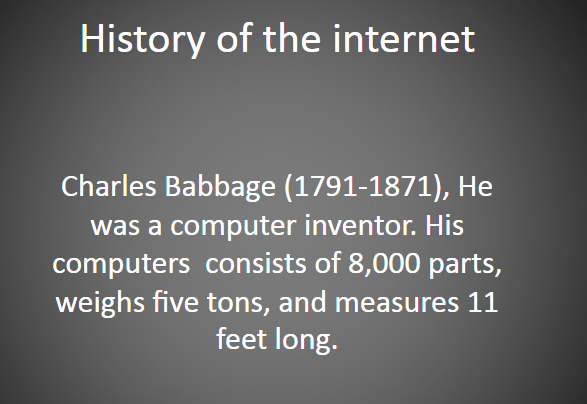 History of the internet
Charles Babbage (1791-1871), He
was a computer inventor. His
computers  consists of 8,000 parts,
weighs five tons, and measures 11
feet long.